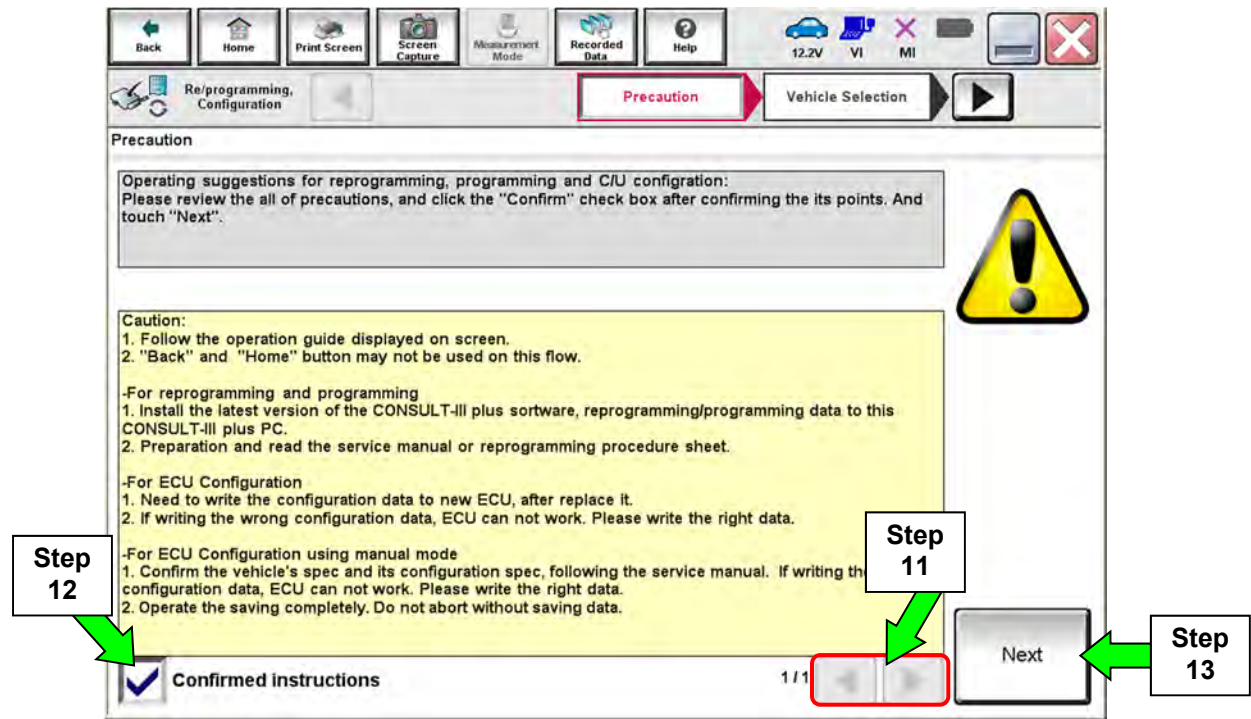 Back
Home
Print Screen
Screen
Capture
Measurement
Mode
Recorded
Data
Help
12.2V
VI
MI
Re/programming,
Configuration
Precaution
Vehicle Selection
Precaution
Operating suggestions for reprogramming, programming and C/U configration:
Please review the all of precautions, and click the "Confirm" check box after confirming the its points. And
touch "Next".
Caution:
1. Follow the operation guide displayed on screen.
2. "Back" and "Home" button may not be used on this flow.
-For reprogramming and programming
1. Install the latest version of the CONSULT-III plus sortware, reprogramming/programming data to this
CONSULT-III plus PC.
2. Preparation and read the service manual or reprogramming procedure sheet.
-For ECU Configuration
1. Need to write the configuration data to new ECU, after replace it.
2. If writing the wrong configuration data, ECU can not work. Please write the right data.
-For ECU Configuration using manual mode
1. Confirm the vehicle's spec and its configuration spec, following the service manual. If writing the
configuration data, ECU can not work. Please write the right data.
2. Operate the saving completely. Do not abort without saving data.
Step
11
Step
12
Confirmed instructions
1/1
Next
Step
13